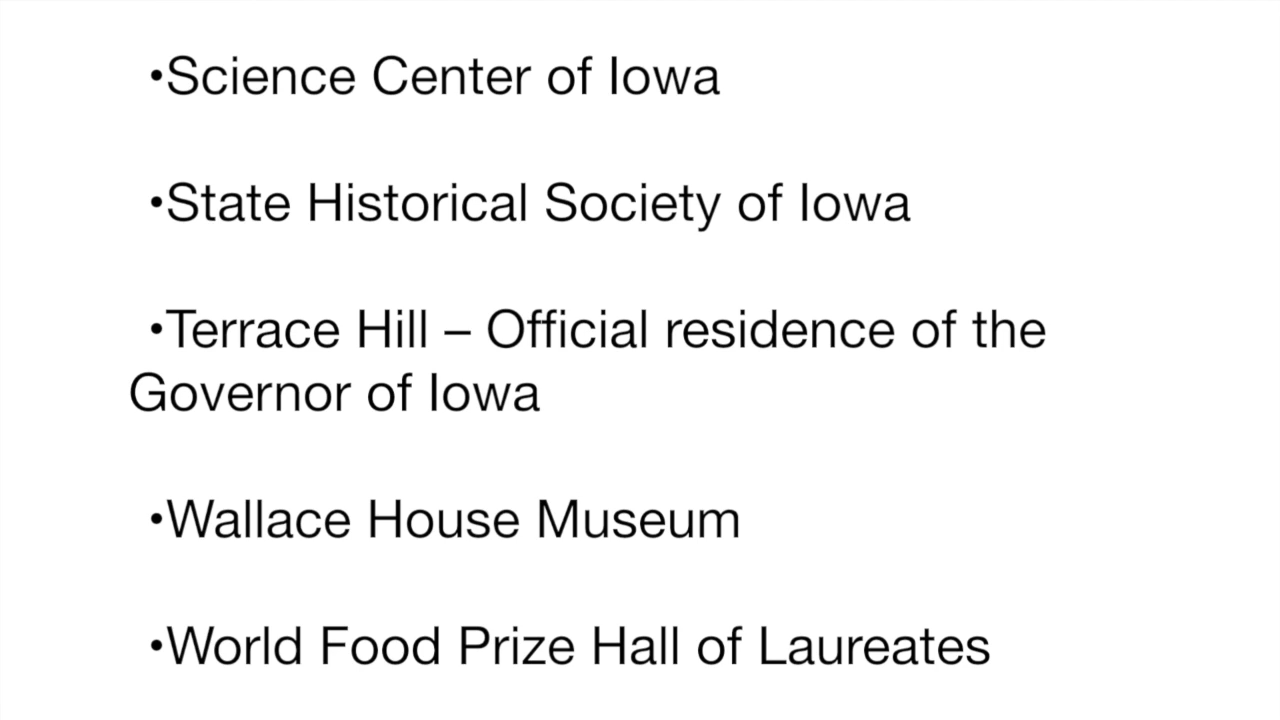 •Science Center of Iowa
•State Historical Society of Iowa
•Terrace Hill – Official residence of the
Governor of Iowa
•Wallace House Museum
•World Food Prize Hall of Laureates